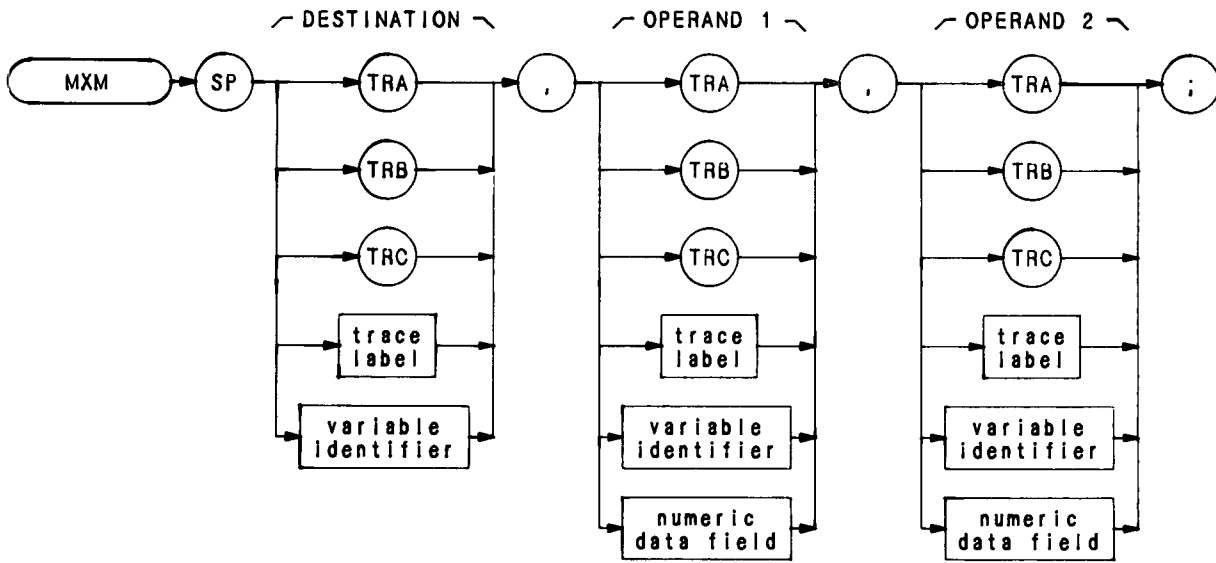 DESTINATION OPERAND 1 OPERAND 2
MXM SP TRA , TRA , TRA ;
TRB TRB TRB
TRC TRC TRC
trace trace trace
label label label
variable variable variable
identifier identifier identifier
numeric numeric
data field data field